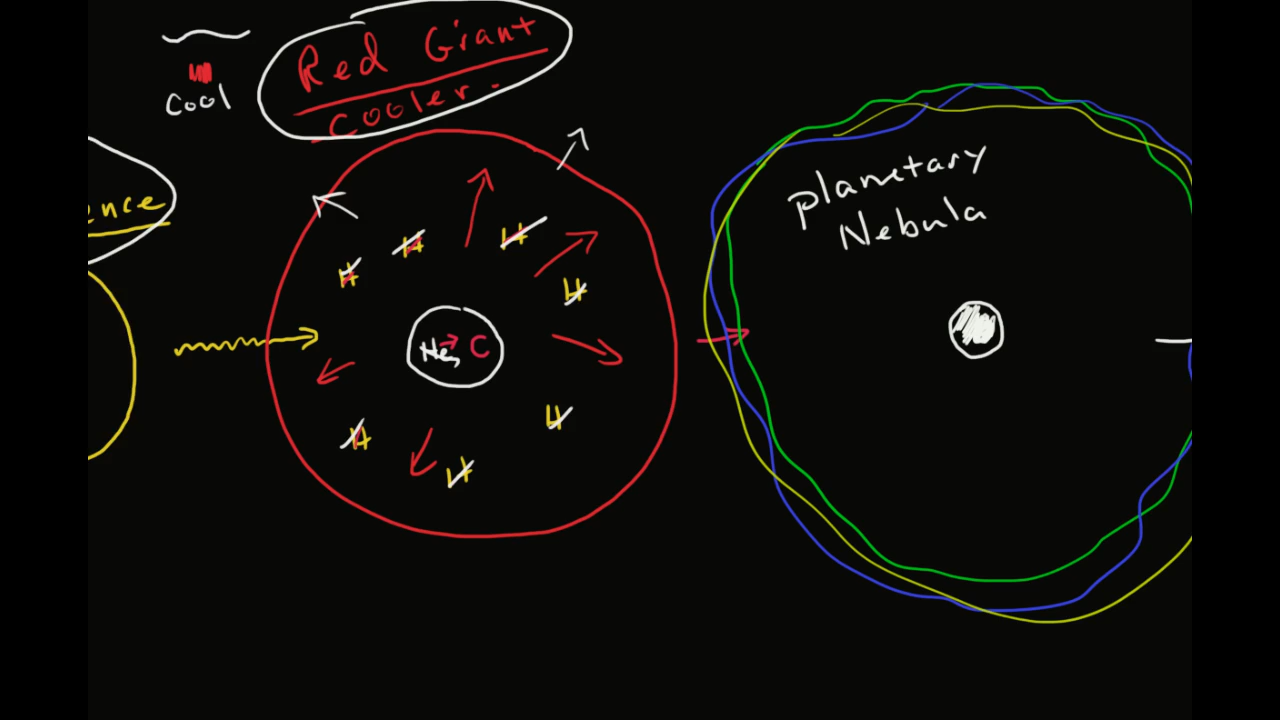 Red Giant
cooler.
cool
ence
planetary
Nebula
H
H
H
H
He → C
H
H
H